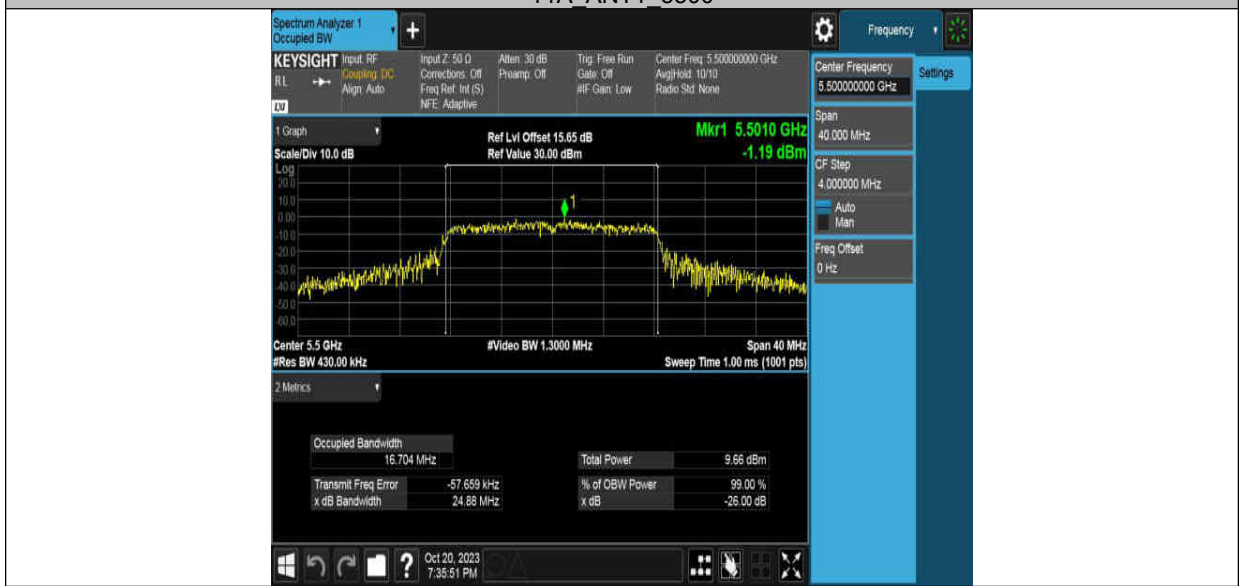 11A_ANT1_5500
Spectrum Analyzer 1
Occupied BW
+
Frequency
KEYSIGHT
RL
LXI
Input: RF
Coupling: DC
Align: Auto
Input Z: 50 Ω
Corrections: Off
Freq Ref: Int (S)
NFE: Adaptive
Atten: 30 dB
Preamp: Off
Trig: Free Run
Gate: Off
#IF Gain: Low
Center Freq: 5.500000000 GHz
Avg|Hold: 10/10
Radio Std: None
Center Frequency
5.500000000 GHz
Settings
Span
40.000 MHz
CF Step
4.000000 MHz
Auto
Man
Freq Offset
0 Hz
1 Graph
Scale/Div 10.0 dB
Ref Lvl Offset 15.65 dB
Ref Value 30.00 dBm
Mkr1 5.5010 GHz
-1.19 dBm
Log
20.0
10.0
0.00
-10.0
-20.0
-30.0
-40.0
-50.0
-60.0
1
Center 5.5 GHz
#Res BW 430.00 kHz
#Video BW 1.3000 MHz
Span 40 MHz
Sweep Time 1.00 ms (1001 pts)
2 Metrics
Occupied Bandwidth
16.704 MHz
Total Power 9.66 dBm
Transmit Freq Error -57.659 kHz
% of OBW Power 99.00 %
x dB Bandwidth 24.88 MHz
x dB -26.00 dB
?
Oct 20, 2023
7:35:51 PM